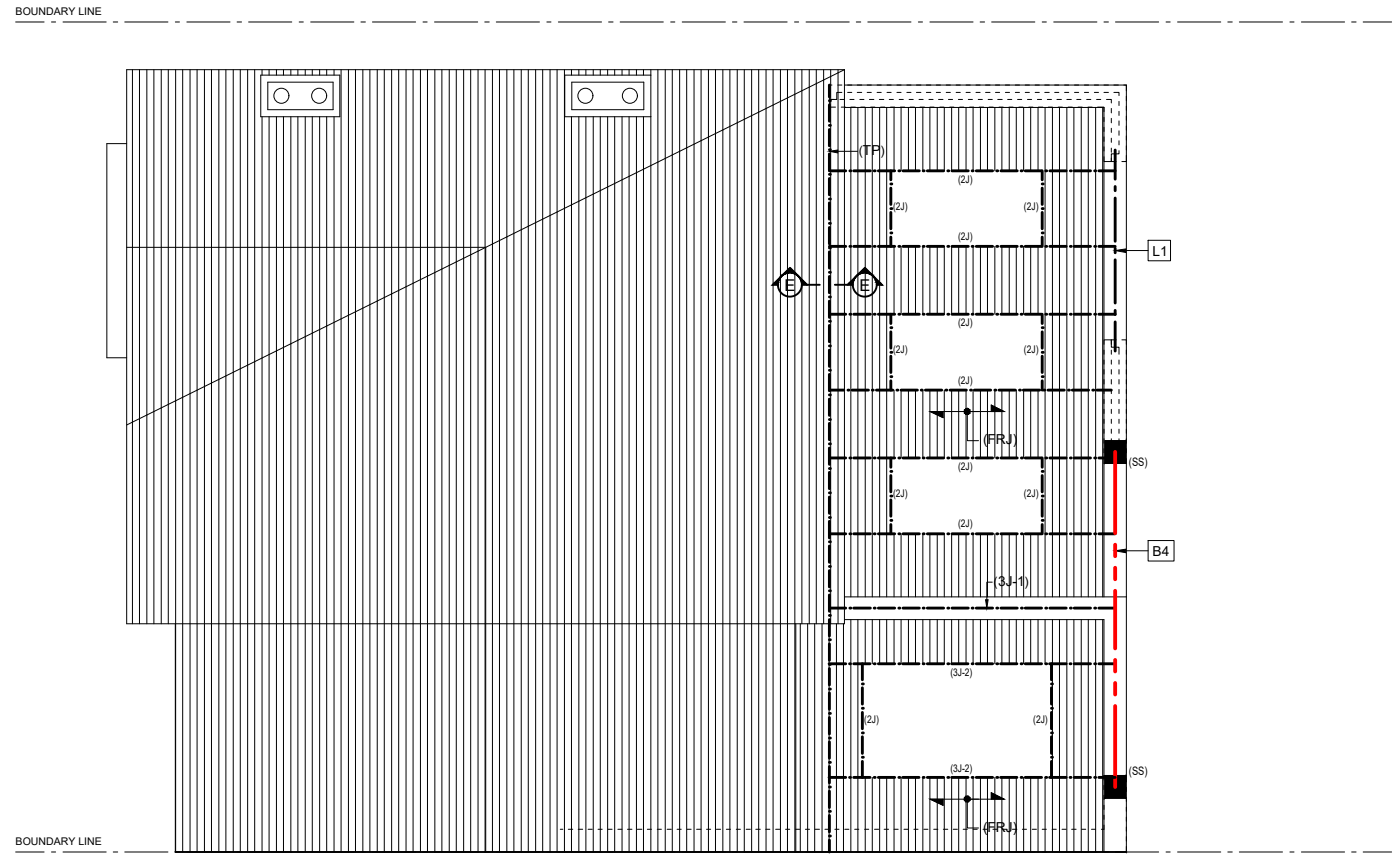 BOUNDARY LINE
(TP)
(2J)
(2J)
(2J)
(2J)
L1
E
E
(2J)
(2J)
(2J)
(2J)
(FRJ)
(2J)
(SS)
(2J)
(2J)
(2J)
B4
(3J-1)
(3J-2)
(2J)
(2J)
(3J-2)
(SS)
(FRJ)
BOUNDARY LINE